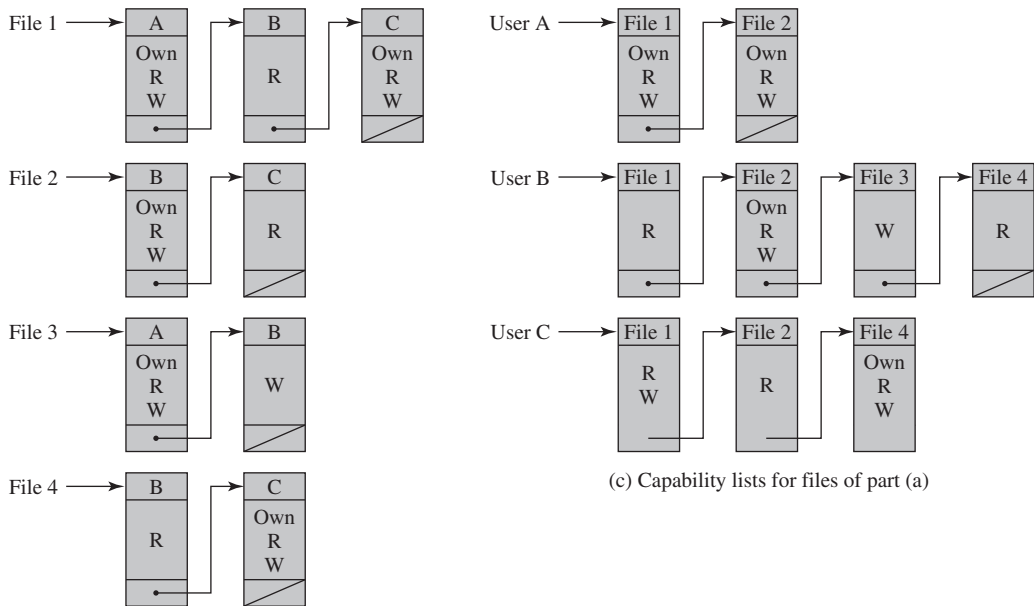 File 1
A
Own
R
W
B
R
C
Own
R
W
File 2
B
Own
R
W
C
R
File 3
A
Own
R
W
B
W
File 4
B
R
C
Own
R
W
User A
File 1
Own
R
W
File 2
Own
R
W
User B
File 1
R
File 2
Own
R
W
File 3
W
File 4
R
User C
File 1
R
W
File 2
R
File 4
Own
R
W
(c) Capability lists for files of part (a)